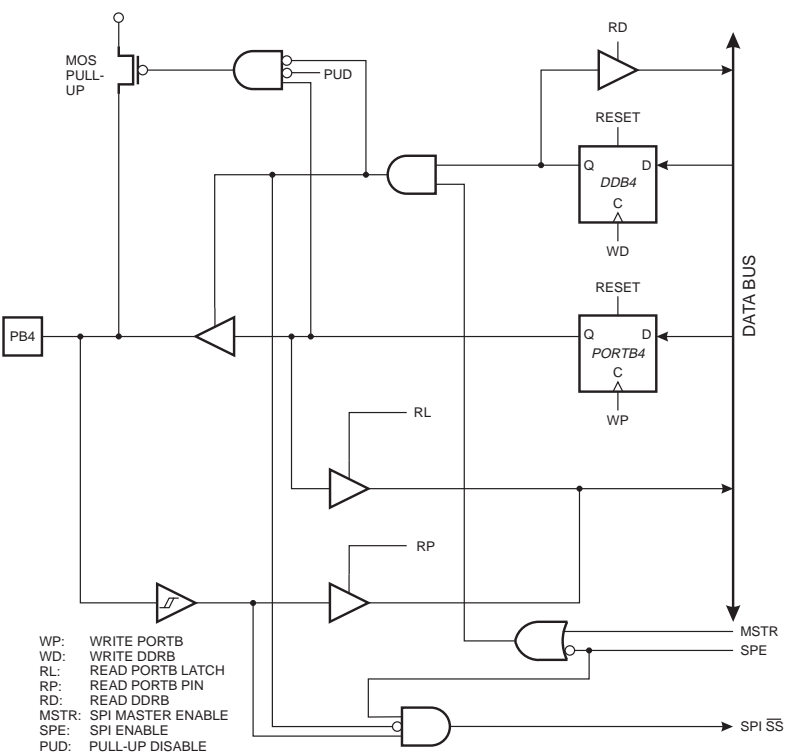 RD
MOS
PULL-
UP
PUD
RESET
Q D
DDB4
C
WD
DATA BUS
RESET
PB4
Q D
PORTB4
C
WP
RL
RP
MSTR
SPE
SPI SS
WP: WRITE PORTB
WD: WRITE DDRB
RL: READ PORTB LATCH
RP: READ PORTB PIN
RD: READ DDRB
MSTR: SPI MASTER ENABLE
SPE: SPI ENABLE
PUD: PULL-UP DISABLE